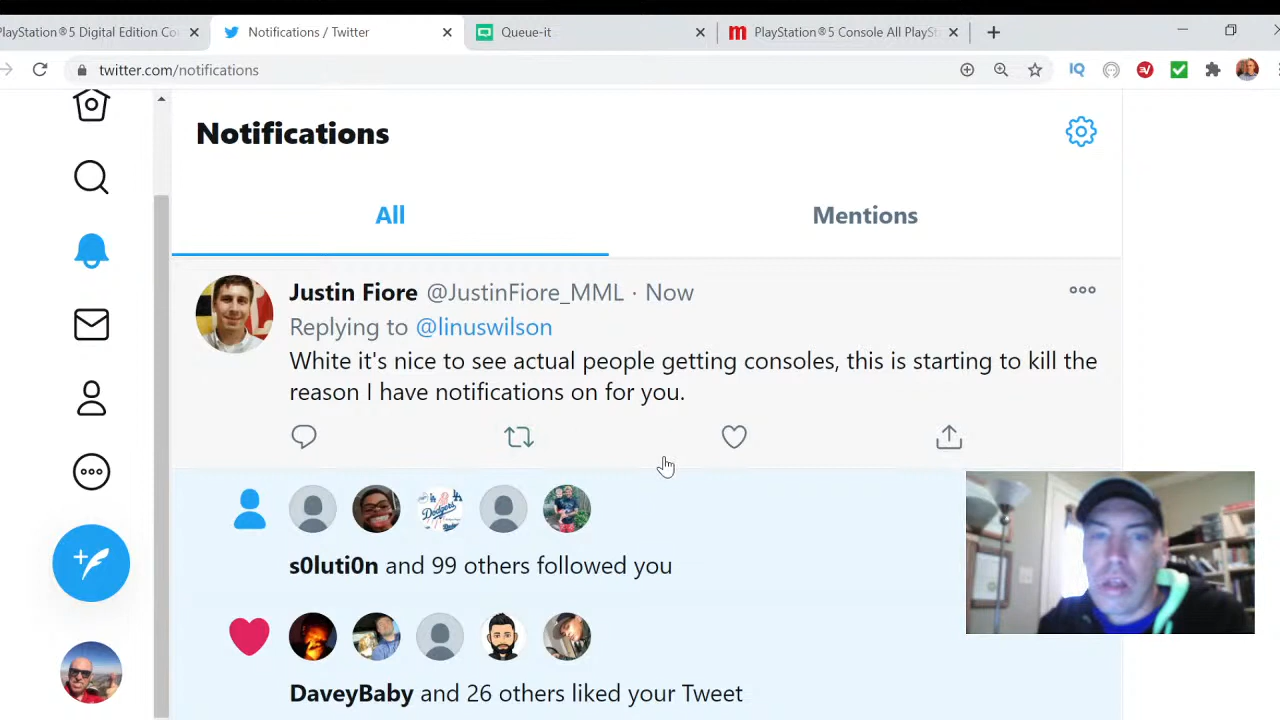 PlayStation®5 Digital Edition Co
Notifications / Twitter
Queue-it
PlayStation®5 Console All PlaySt
twitter.com/notifications
IQ
Notifications
All
Mentions
Justin Fiore @JustinFiore_MML · Now
Replying to @linuswilson
White it's nice to see actual people getting consoles, this is starting to kill the
reason I have notifications on for you.
s0luti0n and 99 others followed you
DaveyBaby and 26 others liked your Tweet